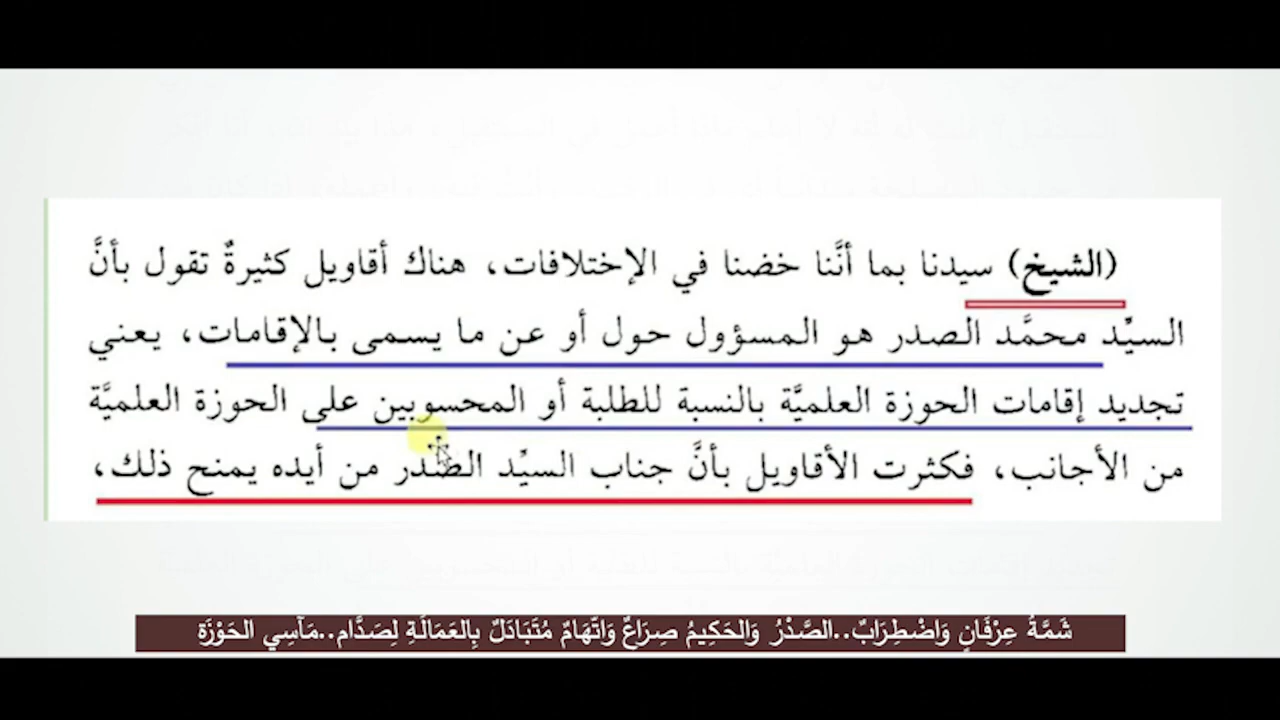 (الشيخ) سيدنا بما أنَّنا خضنا في الإختلافات، هناك أقاويل كثيرةٌ تقول بأنَّ
السيِّد محمَّد الصدر هو المسؤول حول أو عن ما يسمى بالإقامات، يعني
تجديد إقامات الحوزة العلميَّة بالنسبة للطلبة أو المحسوبين على الحوزة العلميَّة
من الأجانب، فكثرت الأقاويل بأنَّ جناب السيِّد الصدر من أيده يمنح ذلك،
شَمَّةُ عِرْفَانٍ وَاضْطِرَابٌ..الصَّدْرُ وَالحَكِيمُ صِرَاعٌ وَاتِّهَامٌ مُتَبَادَلٌ بِالعَمَالَةِ لِصَدَّام..مَآسِي الحَوْزَة